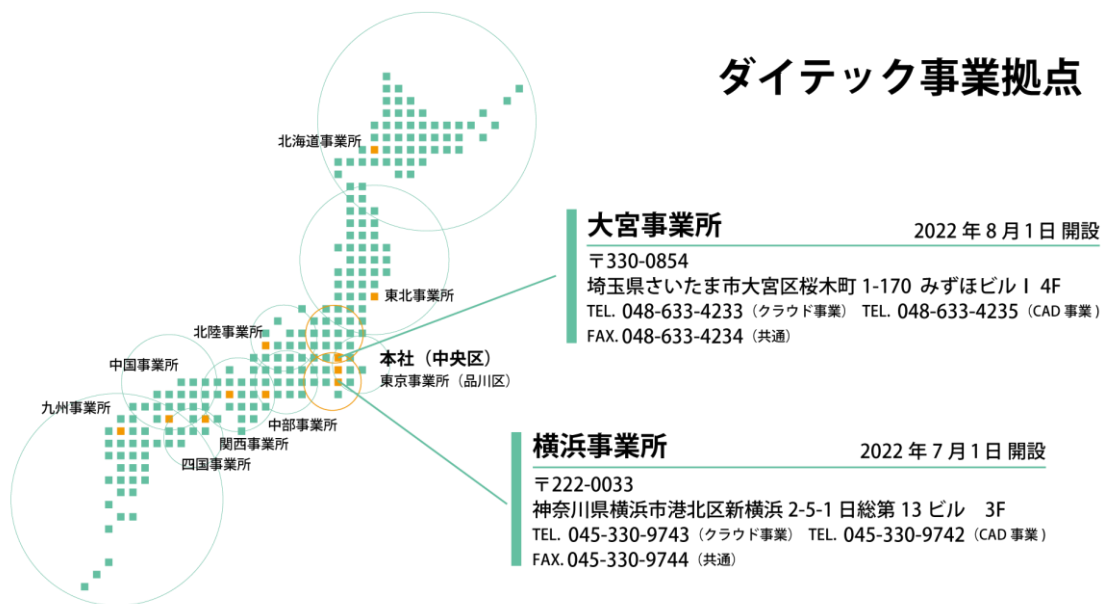 ダイテック事業拠点
北海道事業所
東北事業所
北陸事業所
中国事業所
九州事業所
本社（中央区）
東京事業所（品川区）
中部事業所
関西事業所
四国事業所
大宮事業所 2022年8月1日 開設
〒330-0854
埼玉県さいたま市大宮区桜木町 1-170 みずほビルⅠ 4F
TEL. 048-633-4233（クラウド事業） TEL. 048-633-4235（CAD 事業）
FAX. 048-633-4234（共通）
横浜事業所 2022年7月1日 開設
〒222-0033
神奈川県横浜市港北区新横浜 2-5-1 日総第 13 ビル 3F
TEL. 045-330-9743（クラウド事業） TEL. 045-330-9742（CAD 事業）
FAX. 045-330-9744（共通）